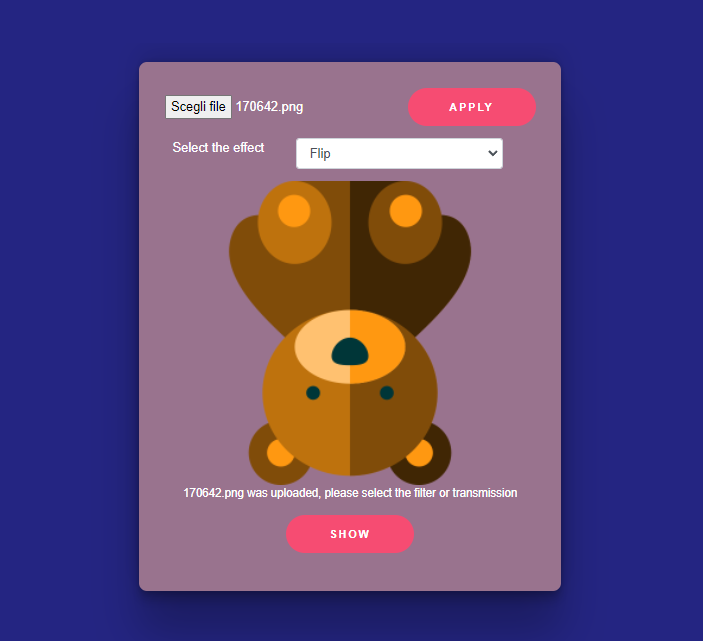 Scegli file 170642.png APPLY
Select the effect Flip
170642.png was uploaded, please select the filter or transmission
SHOW